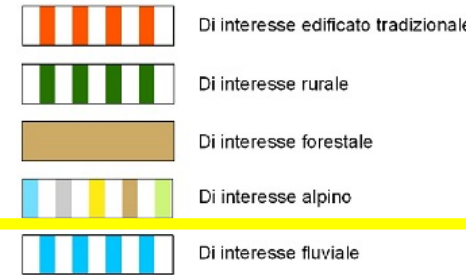 Di interesse edificato tradizionale
Di interesse rurale
Di interesse forestale
Di interesse alpino
Di interesse fluviale